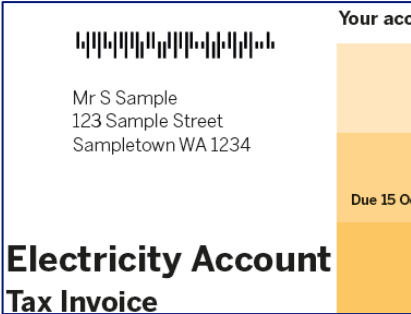 Your acc
Mr S Sample
123 Sample Street
Sampletown WA 1234
Due 15 O
Electricity Account
Tax Invoice